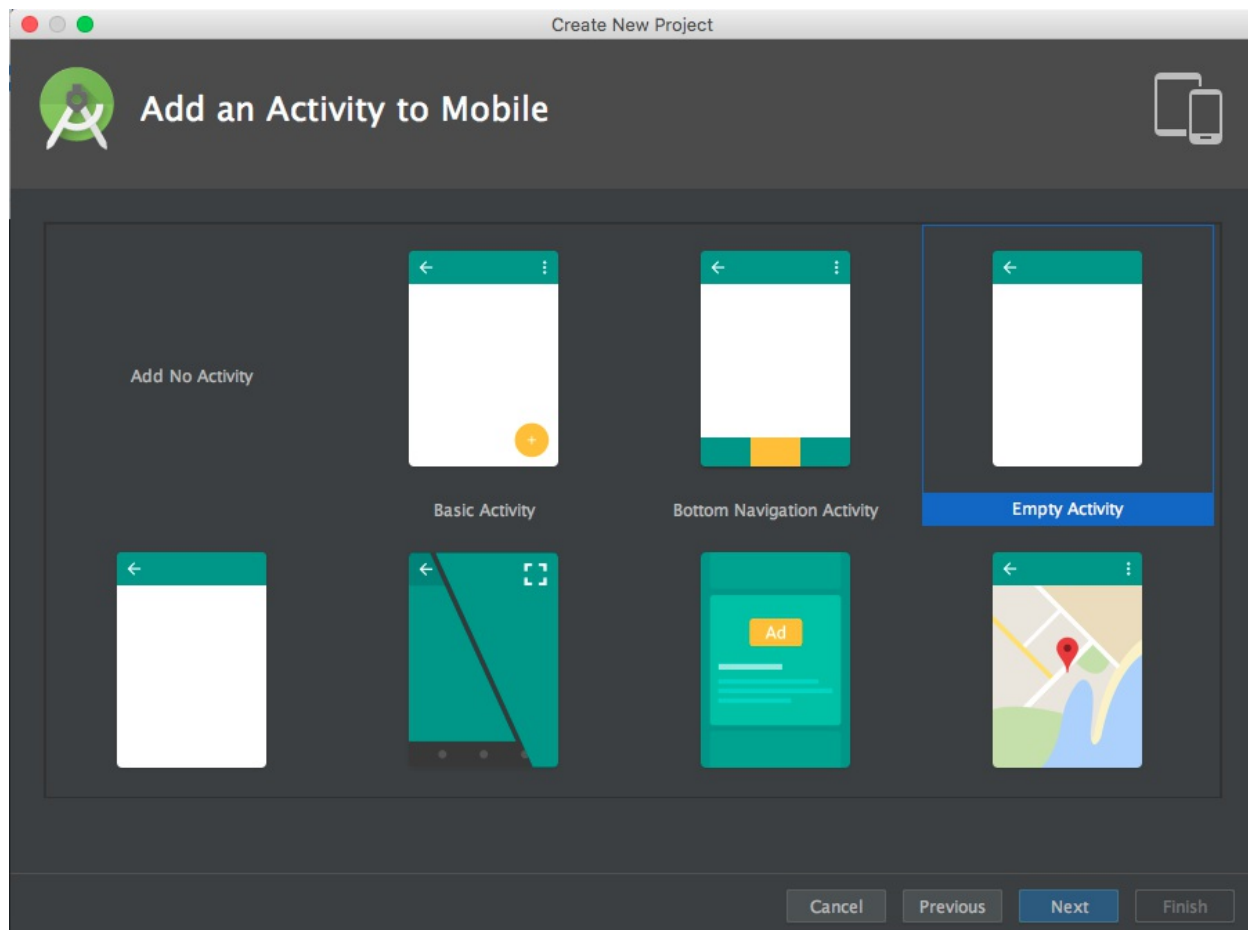 Create New Project
Add an Activity to Mobile
Add No Activity
Basic Activity
Bottom Navigation Activity
Empty Activity
Ad
Cancel
Previous
Next
Finish